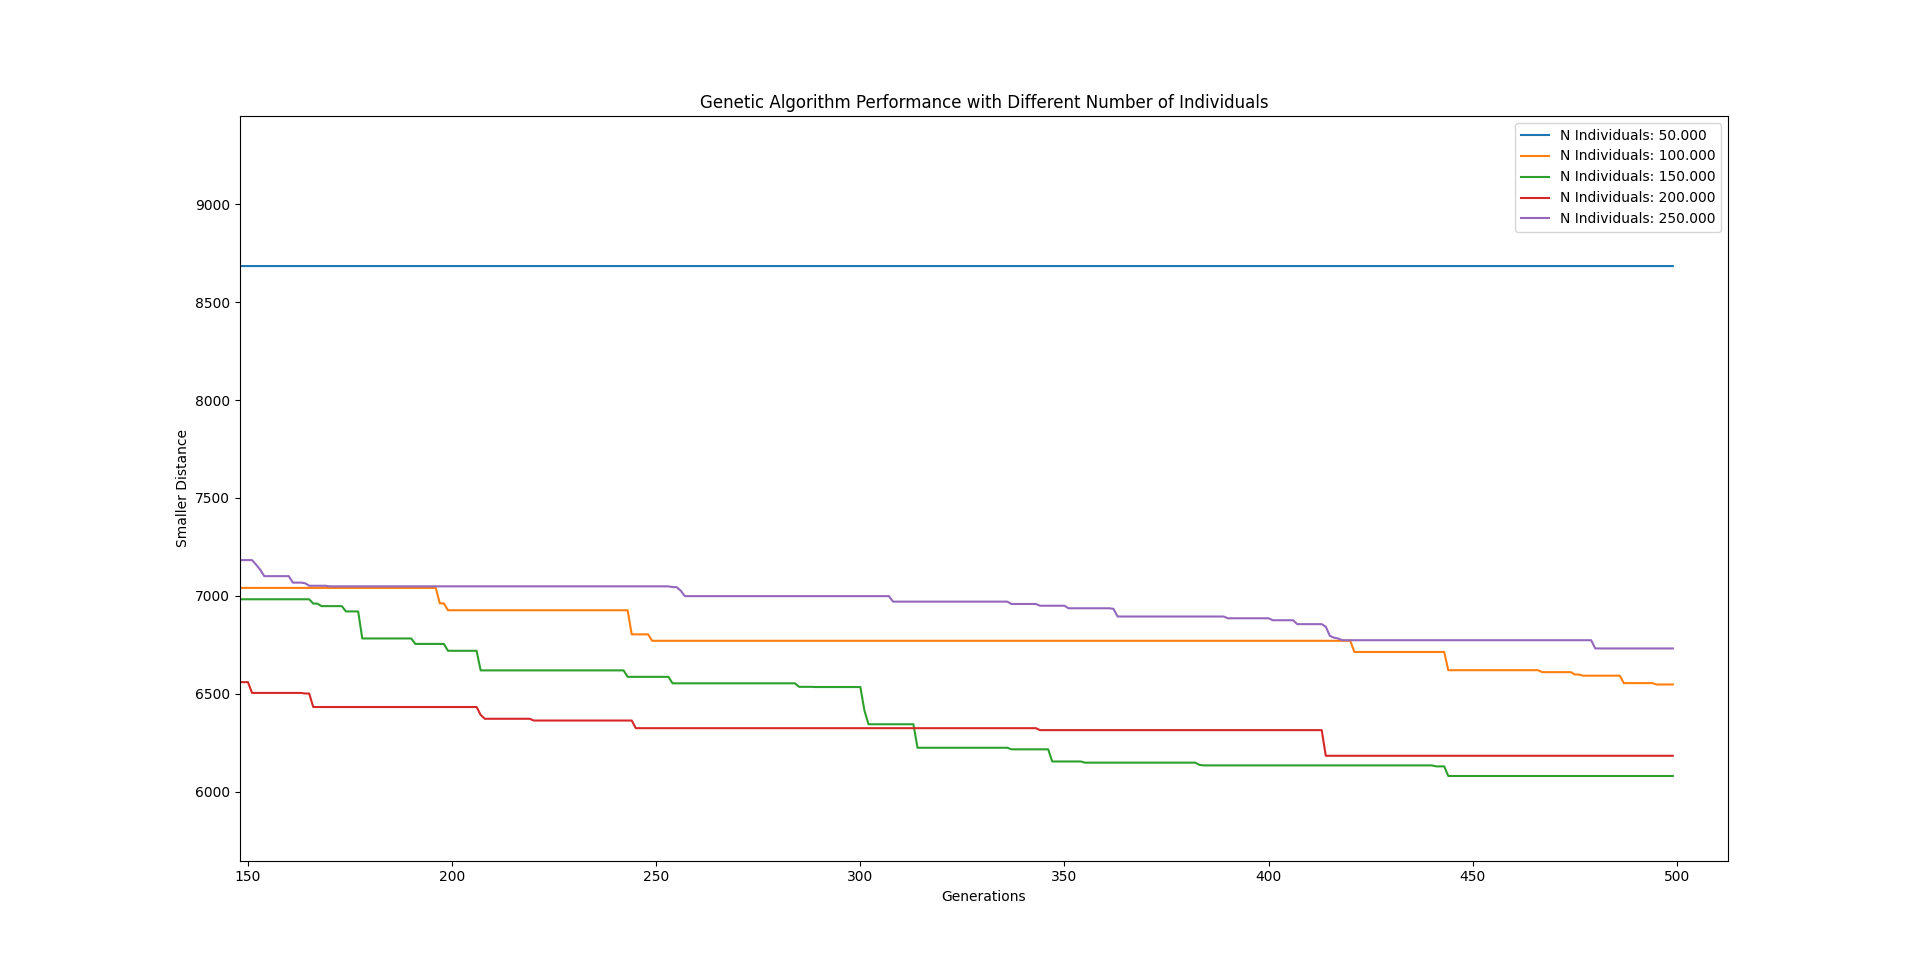 Genetic Algorithm Performance with Different Number of Individuals
N Individuals: 50.000
N Individuals: 100.000
N Individuals: 150.000
N Individuals: 200.000
N Individuals: 250.000
Smaller Distance
9000
8500
8000
7500
7000
6500
6000
150 200 250 300 350 400 450 500
Generations